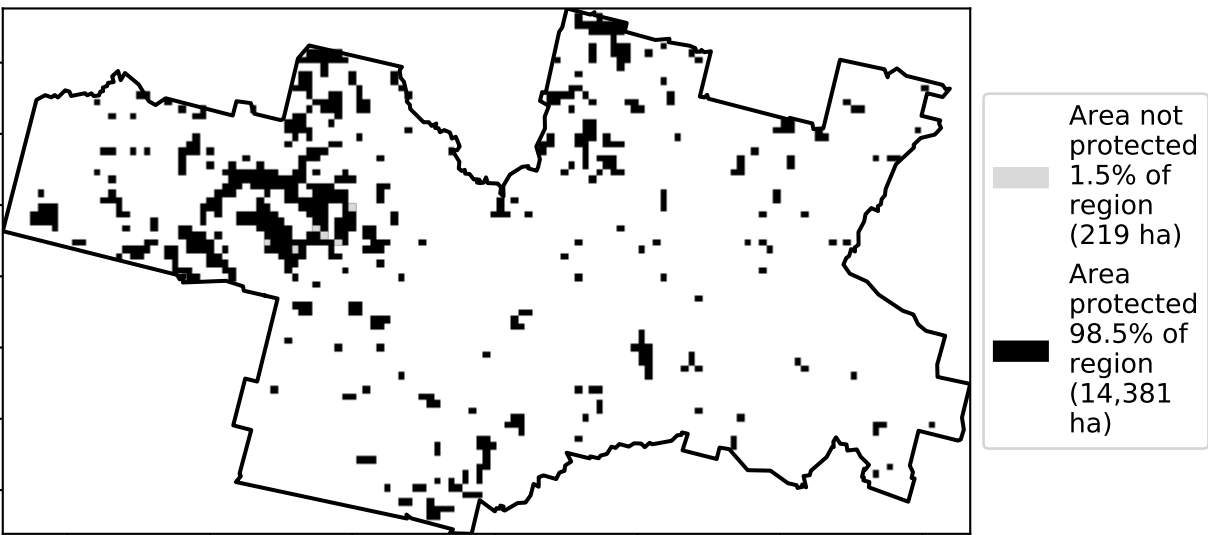 Area not
protected
1.5% of
region
(219 ha)
Area
protected
98.5% of
region
(14,381
ha)